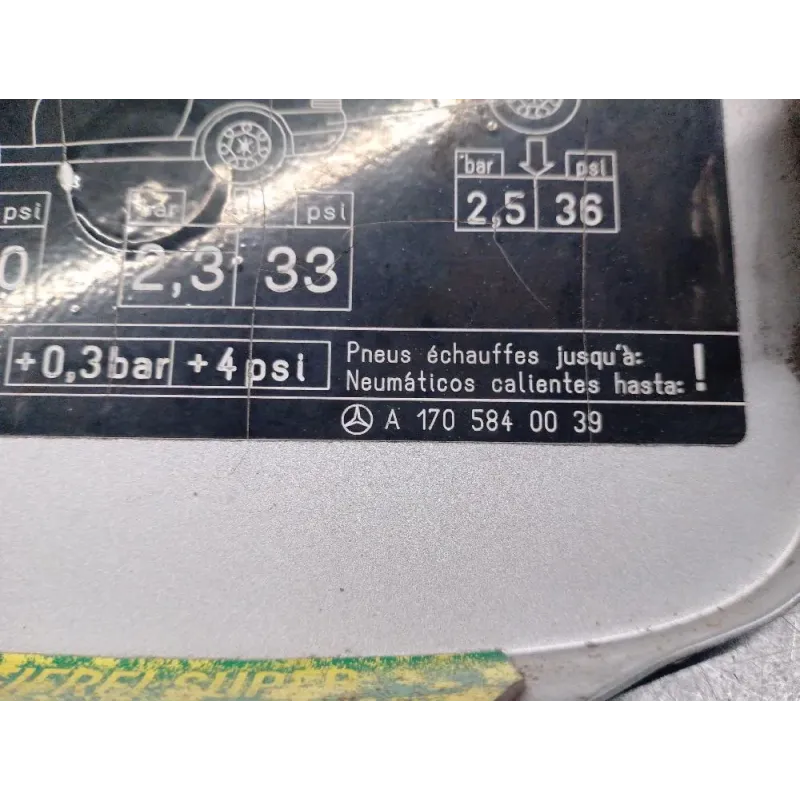 bar psi
2,5 36
psi bar psi
0 2,3 33
+0,3bar +4psi
Pneus échauffes jusqu'à: !
Neumáticos calientes hasta:
A 170 584 00 39
SUPER